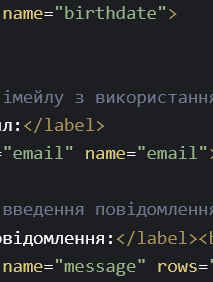 name="birthdate">
імейлу з використання
л:</label>
="email" name="email">
введення повідомлення
відомлення:</label><b
name="message" rows="